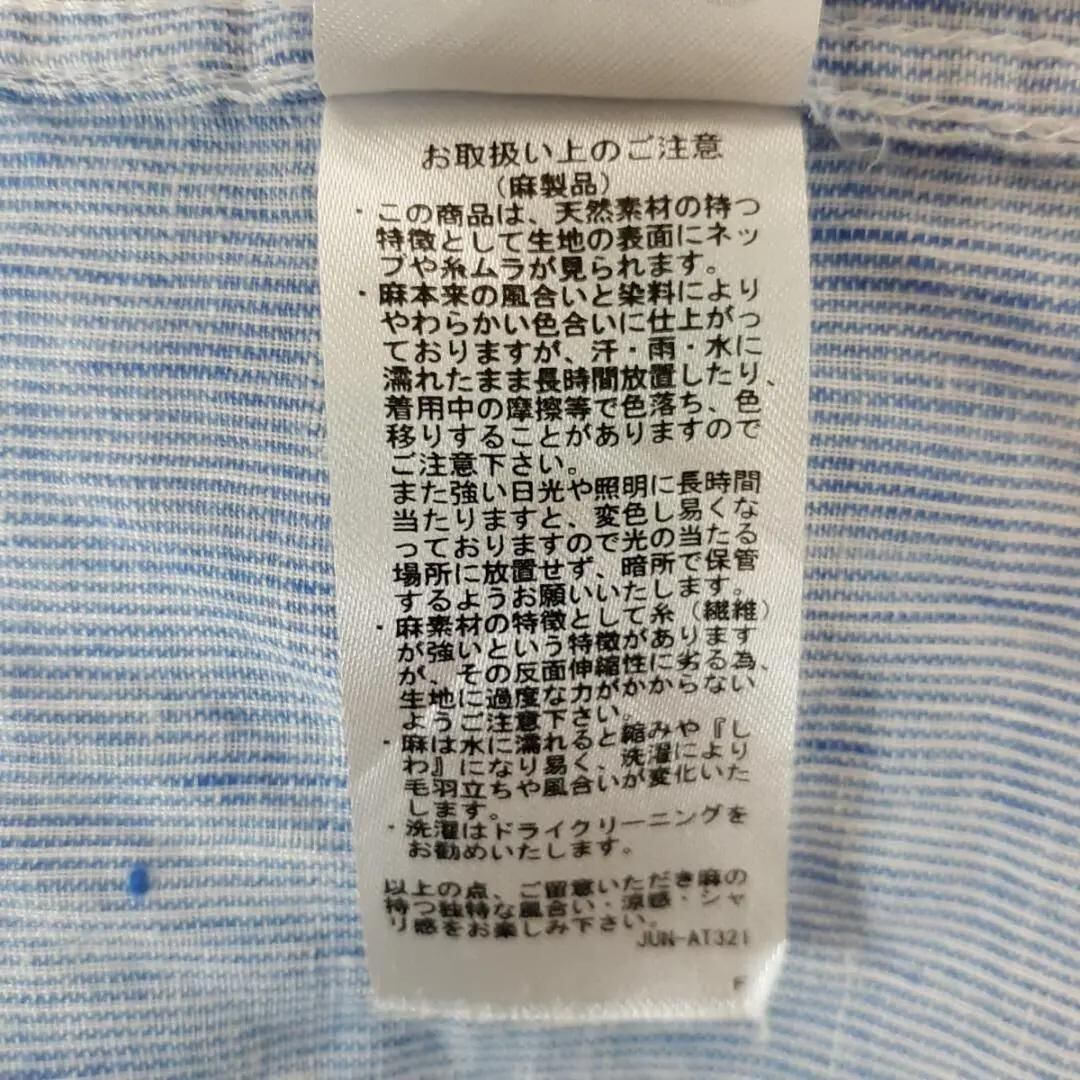 お取扱い上のご注意
(麻製品)
・この商品は、天然素材の持つ
特徴として生地の表面にネッ
プや糸ムラが見られます。
・麻本来の風合いと染料により
やわらかい色合いに仕上がっ
ておりますが、汗・雨・水に
濡れたまま長時間放置したり、
着用中の摩擦等で色落ち、色
移りすることがありますので
ご注意下さい。
また強い日光や照明に長時間
当たりますと、変色し易くな
っておりますので光の当たる
場所に放置せず、暗所で保管
するようお願いいたします。
・麻素材の特徴として糸(繊維)
が強いという特徴があります
が、その反面伸縮性に劣る為、
生地に過度な力がかからない
ようご注意下さい。
・麻は水に濡れると縮みや『し
わ』になり易く、洗濯により
毛羽立ちや風合いが変化いた
します。
・洗濯はドライクリーニングを
お勧めいたします。
以上の点、ご留意いただき麻の
持つ独特な風合い・涼感・シャ
リ感をお楽しみ下さい。
JUN-AT321
F